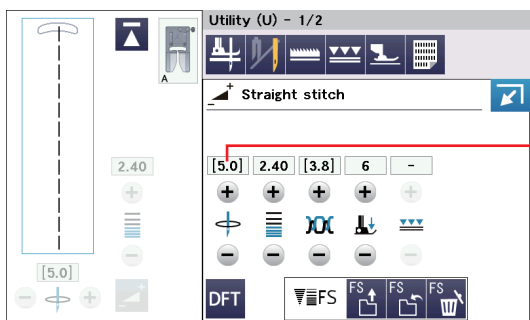 Utility (U) - 1/2
A
Straight stitch
2.40
[5.0]
[5.0] 2.40 [3.8] 6 -
DFT
FS
FS
FS
FS